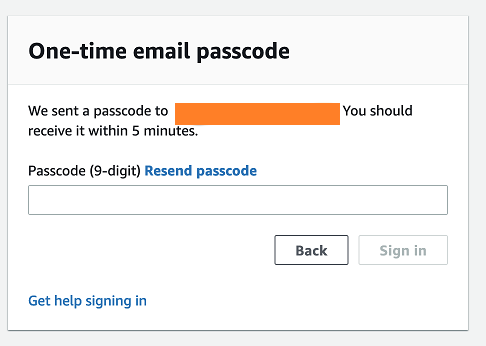 One-time email passcode
We sent a passcode to You should
receive it within 5 minutes.
Passcode (9-digit) Resend passcode
Back Sign in
Get help signing in